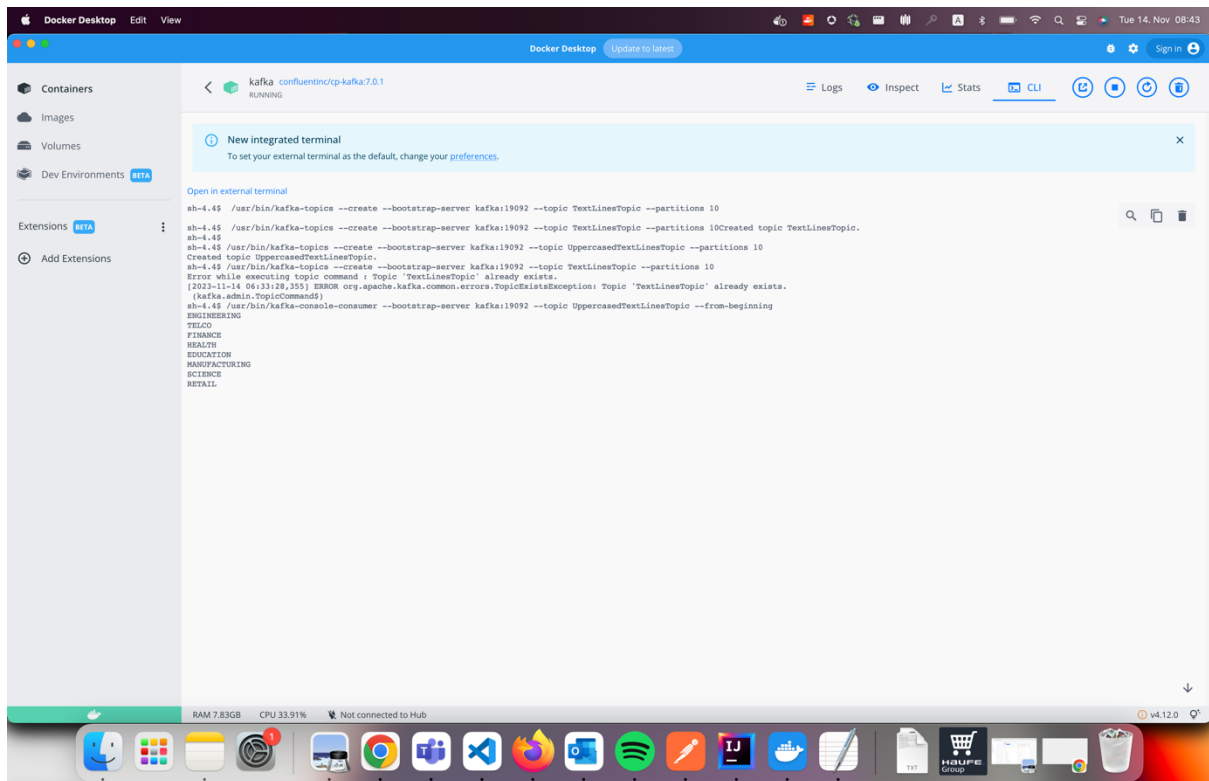 Docker Desktop Edit View Tue 14. Nov 08:43
Docker Desktop Update to latest Sign in
Containers
Images
Volumes
Dev Environments BETA
Extensions BETA
Add Extensions
kafka confluentinc/cp-kafka:7.0.1
RUNNING
Logs Inspect Stats CLI
New integrated terminal
To set your external terminal as the default, change your preferences.
Open in external terminal
sh-4.4$  /usr/bin/kafka-topics --create --bootstrap-server kafka:19092 --topic TextLinesTopic --partitions 10
sh-4.4$  /usr/bin/kafka-topics --create --bootstrap-server kafka:19092 --topic TextLinesTopic --partitions 10Created topic TextLinesTopic.
sh-4.4$
sh-4.4$ /usr/bin/kafka-topics --create --bootstrap-server kafka:19092 --topic UppercasedTextLinesTopic --partitions 10
Created topic UppercasedTextLinesTopic.
sh-4.4$ /usr/bin/kafka-topics --create --bootstrap-server kafka:19092 --topic TextLinesTopic --partitions 10
Error while executing topic command : Topic 'TextLinesTopic' already exists.
[2023-11-14 06:33:28,355] ERROR org.apache.kafka.common.errors.TopicExistsException: Topic 'TextLinesTopic' already exists.
(kafka.admin.TopicCommand$)
sh-4.4$ /usr/bin/kafka-console-consumer --bootstrap-server kafka:19092 --topic UppercasedTextLinesTopic --from-beginning
ENGINEERING
TELCO
FINANCE
HEALTH
EDUCATION
MANUFACTURING
SCIENCE
RETAIL
RAM 7.83GB CPU 33.91% Not connected to Hub v4.12.0
1
IJ
TXT
HAUFE
Group